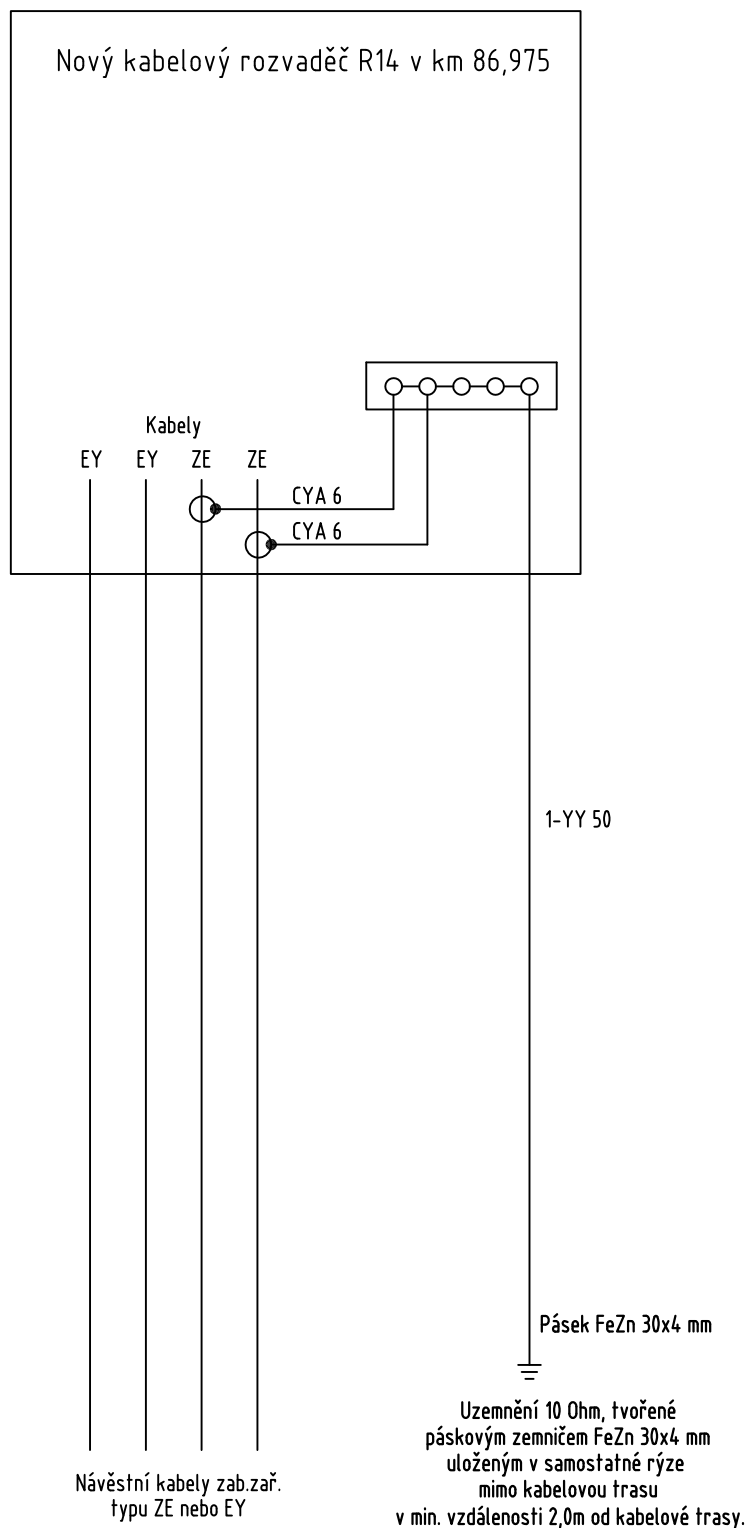 Nový kabelový rozvaděč R14 v km 86,975
Kabely
EY EY ZE ZE
CYA 6
CYA 6
1-YY 50
Pásek FeZn 30x4 mm
Uzemnění 10 Ohm, tvořené
páskovým zemničem FeZn 30x4 mm
uloženým v samostatné rýze
mimo kabelovou trasu
v min. vzdálenosti 2,0m od kabelové trasy.
Návěstní kabely zab.zař.
typu ZE nebo EY